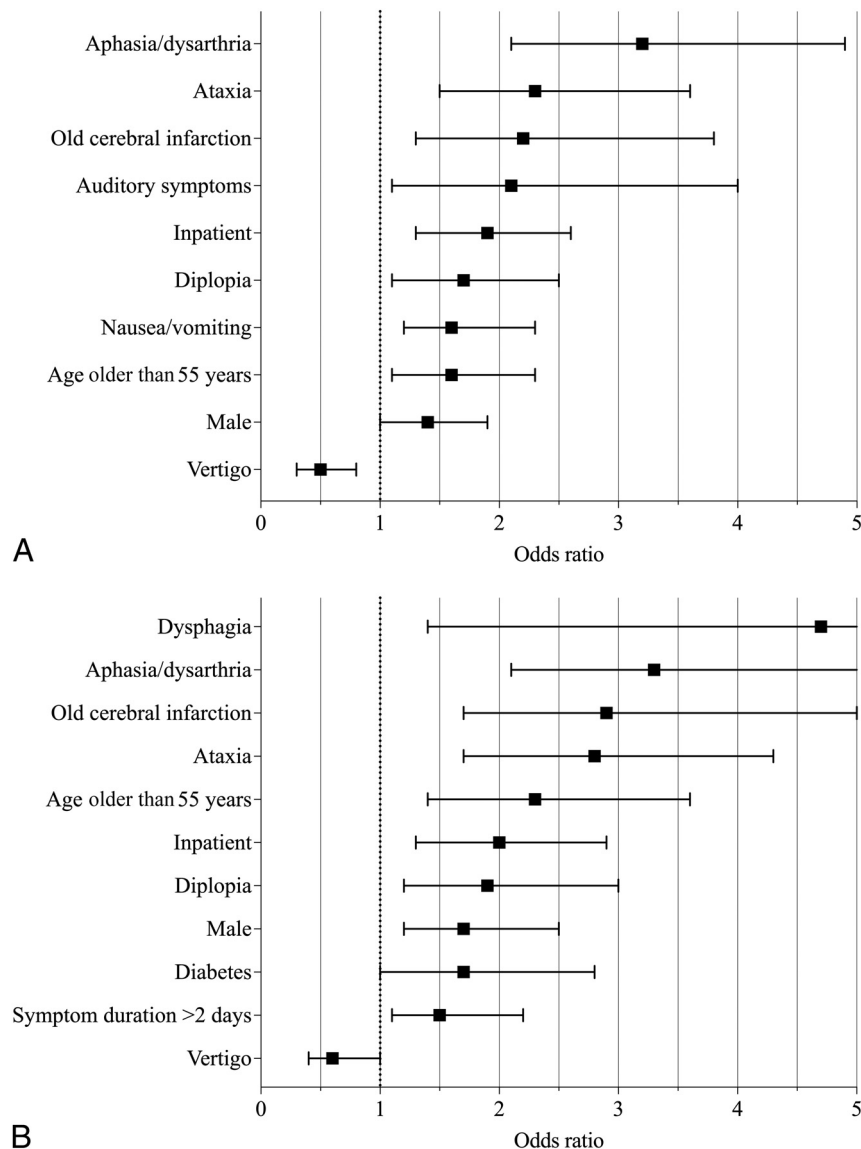 Aphasia/dysarthria
Ataxia
Old cerebral infarction
Auditory symptoms
Inpatient
Diplopia
Nausea/vomiting
Age older than 55 years
Male
Vertigo
0 1 2 3 4 5
Odds ratio
A
Dysphagia
Aphasia/dysarthria
Old cerebral infarction
Ataxia
Age older than 55 years
Inpatient
Diplopia
Male
Diabetes
Symptom duration >2 days
Vertigo
0 1 2 3 4 5
Odds ratio
B